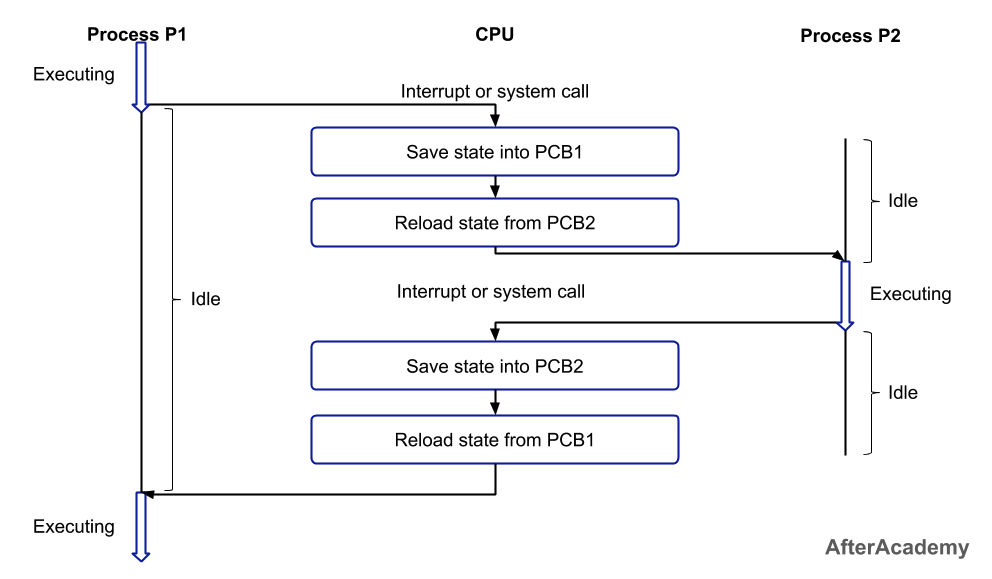 Process P1
CPU
Process P2
Executing
Interrupt or system call
Save state into PCB1
Reload state from PCB2
Idle
Idle
Interrupt or system call
Executing
Save state into PCB2
Idle
Reload state from PCB1
Executing
AfterAcademy